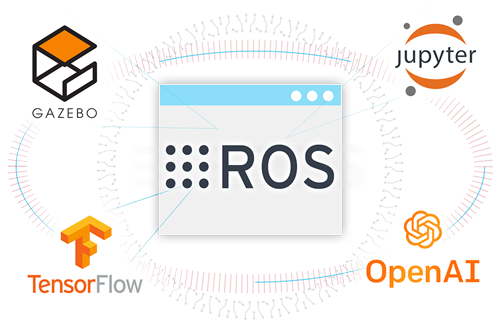 GAZEBO
jupyter
ROS
TensorFlow
OpenAI